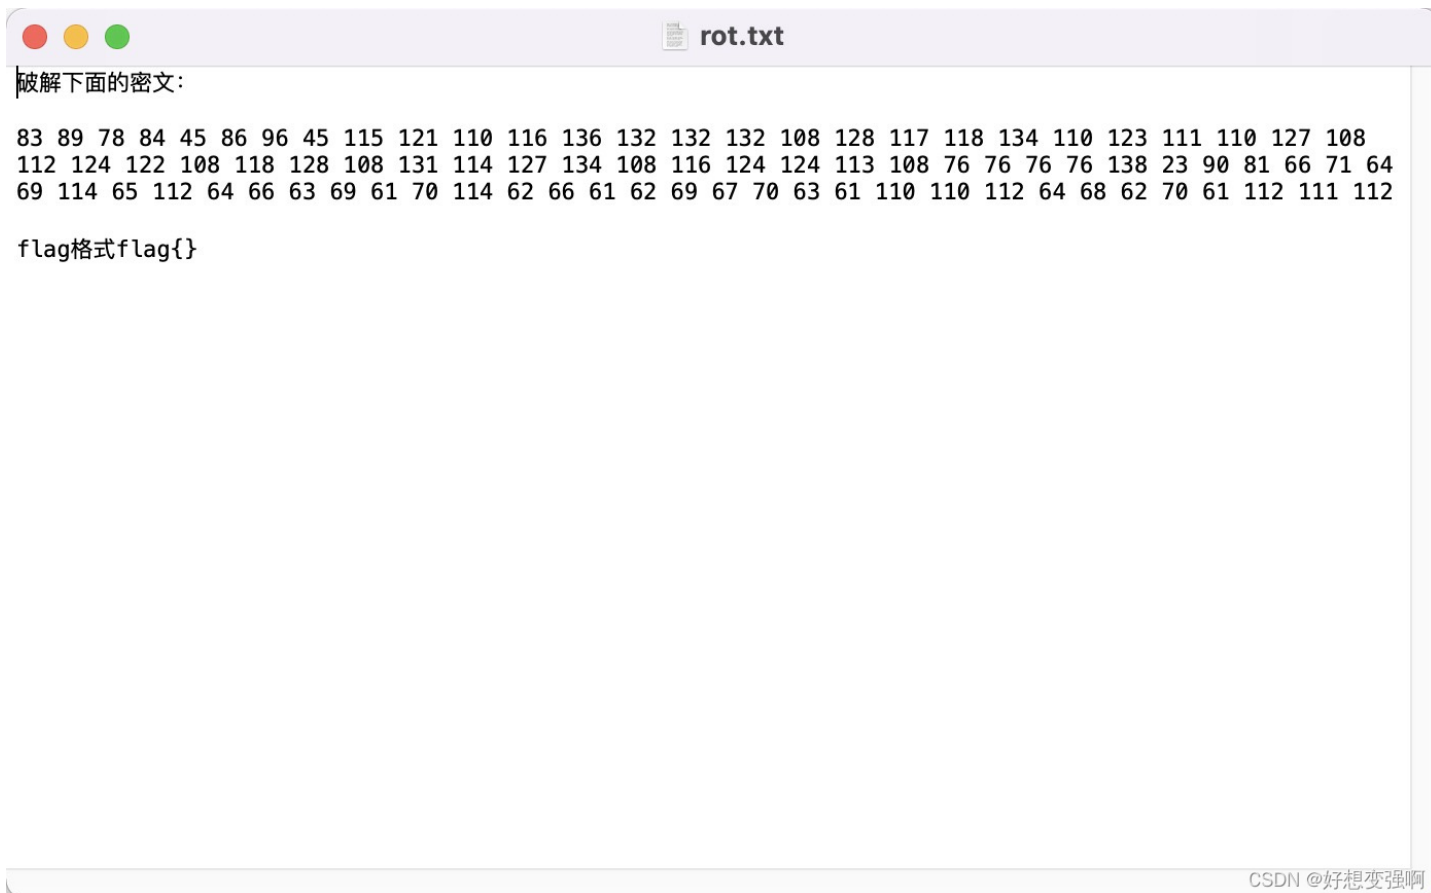 rot.txt
破解下面的密文：
83 89 78 84 45 86 96 45 115 121 110 116 136 132 132 132 108 128 117 118 134 110 123 111 110 127 108
112 124 122 108 118 128 108 131 114 127 134 108 116 124 124 113 108 76 76 76 76 138 23 90 81 66 71 64
69 114 65 112 64 66 63 69 61 70 114 62 66 61 62 69 67 70 63 61 110 110 112 64 68 62 70 61 112 111 112
flag格式flag{}
CSDN @好想变强啊